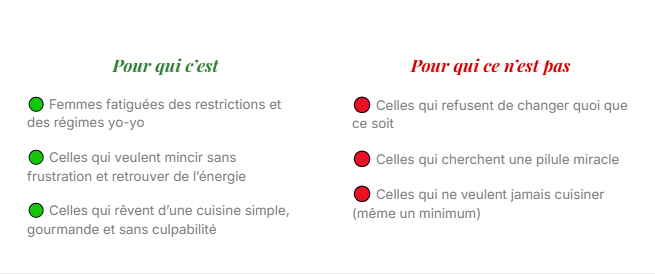 Pour qui c'est
Femmes fatiguées des restrictions et
des régimes yo-yo
Celles qui veulent mincir sans
frustration et retrouver de l'énergie
Celles qui rêvent d'une cuisine simple,
gourmande et sans culpabilité
Pour qui ce n'est pas
Celles qui refusent de changer quoi que
ce soit
Celles qui cherchent une pilule miracle
Celles qui ne veulent jamais cuisiner
(même un minimum)